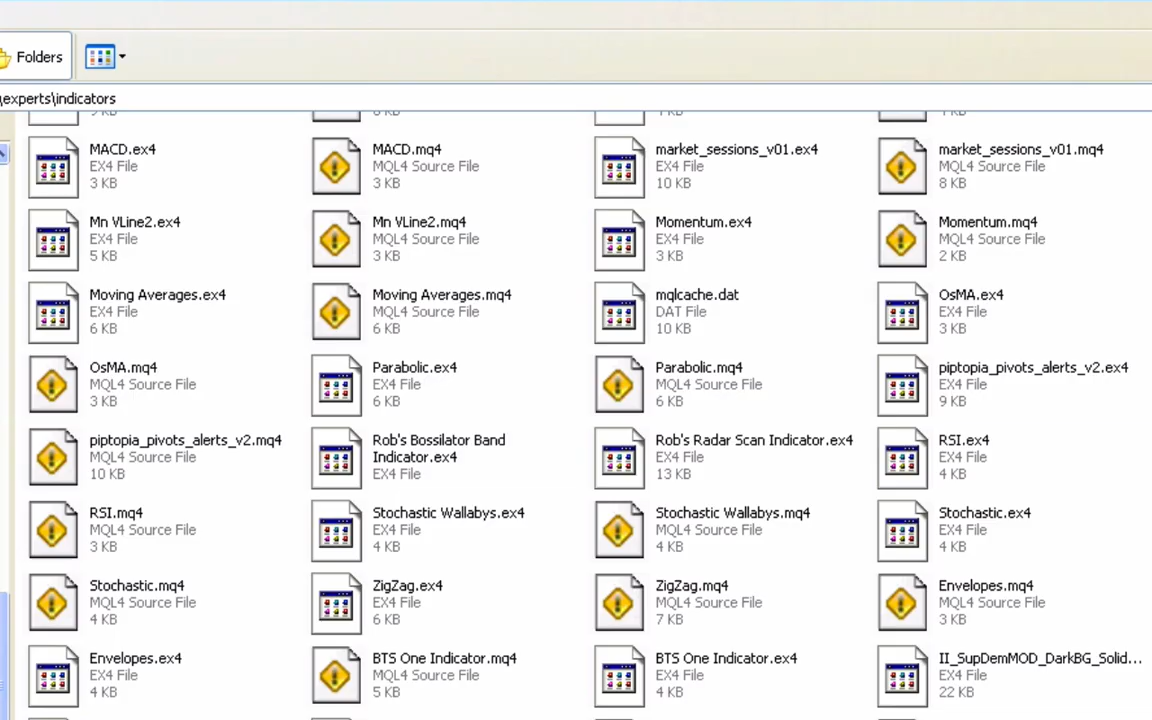 Folders
\experts\indicators
MACD.ex4
EX4 File
3 KB
MACD.mq4
MQL4 Source File
3 KB
market_sessions_v01.ex4
EX4 File
10 KB
market_sessions_v01.mq4
MQL4 Source File
8 KB
Mn VLine2.ex4
EX4 File
5 KB
Mn VLine2.mq4
MQL4 Source File
3 KB
Momentum.ex4
EX4 File
3 KB
Momentum.mq4
MQL4 Source File
2 KB
Moving Averages.ex4
EX4 File
6 KB
Moving Averages.mq4
MQL4 Source File
6 KB
mqlcache.dat
DAT File
10 KB
OsMA.ex4
EX4 File
3 KB
OsMA.mq4
MQL4 Source File
3 KB
Parabolic.ex4
EX4 File
3 KB
Parabolic.mq4
MQL4 Source File
6 KB
piptopia_pivots_alerts_v2.ex4
EX4 File
9 KB
piptopia_pivots_alerts_v2.mq4
MQL4 Source File
10 KB
Rob's Bossilator Band
Indicator.ex4
EX4 File
Rob's Radar Scan Indicator.ex4
EX4 File
13 KB
RSI.ex4
EX4 File
4 KB
RSI.mq4
MQL4 Source File
3 KB
Stochastic Wallabys.ex4
EX4 File
4 KB
Stochastic Wallabys.mq4
MQL4 Source File
4 KB
Stochastic.ex4
EX4 File
4 KB
Stochastic.mq4
MQL4 Source File
4 KB
ZigZag.ex4
EX4 File
6 KB
ZigZag.mq4
MQL4 Source File
7 KB
Envelopes.mq4
MQL4 Source File
3 KB
Envelopes.ex4
EX4 File
4 KB
BTS One Indicator.mq4
MQL4 Source File
5 KB
BTS One Indicator.ex4
EX4 File
4 KB
II_SupDemMOD_DarkBG_Solid...
EX4 File
22 KB